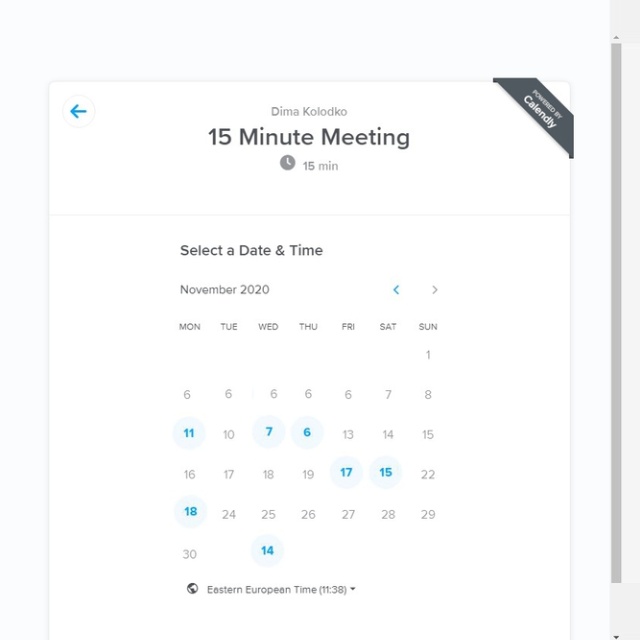 POWERED BY
Calendly
Dima Kolodko
15 Minute Meeting
15 min
Select a Date & Time
November 2020
MON TUE WED THU FRI SAT SUN
1
6 6 6 6 6 7 8
11 10 7 6 13 14 15
16 17 18 19 17 15 22
18 24 25 26 27 28 29
30 14
Eastern European Time (11:38)